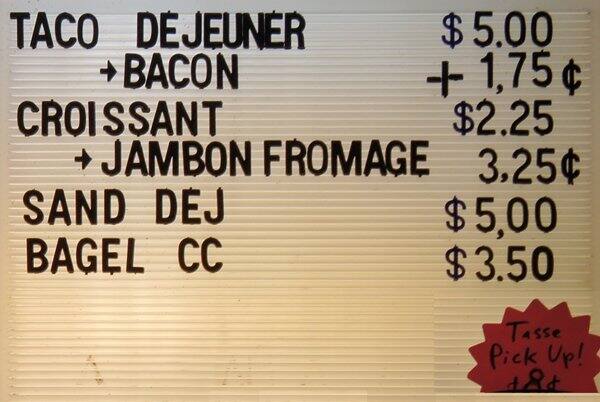 TACO DEJEUNER $5.00
→BACON + 1,75¢
CROISSANT $2.25
→JAMBON FROMAGE 3,25¢
SAND DEJ $5,00
BAGEL CC $3.50
Tasse
Pick Up!